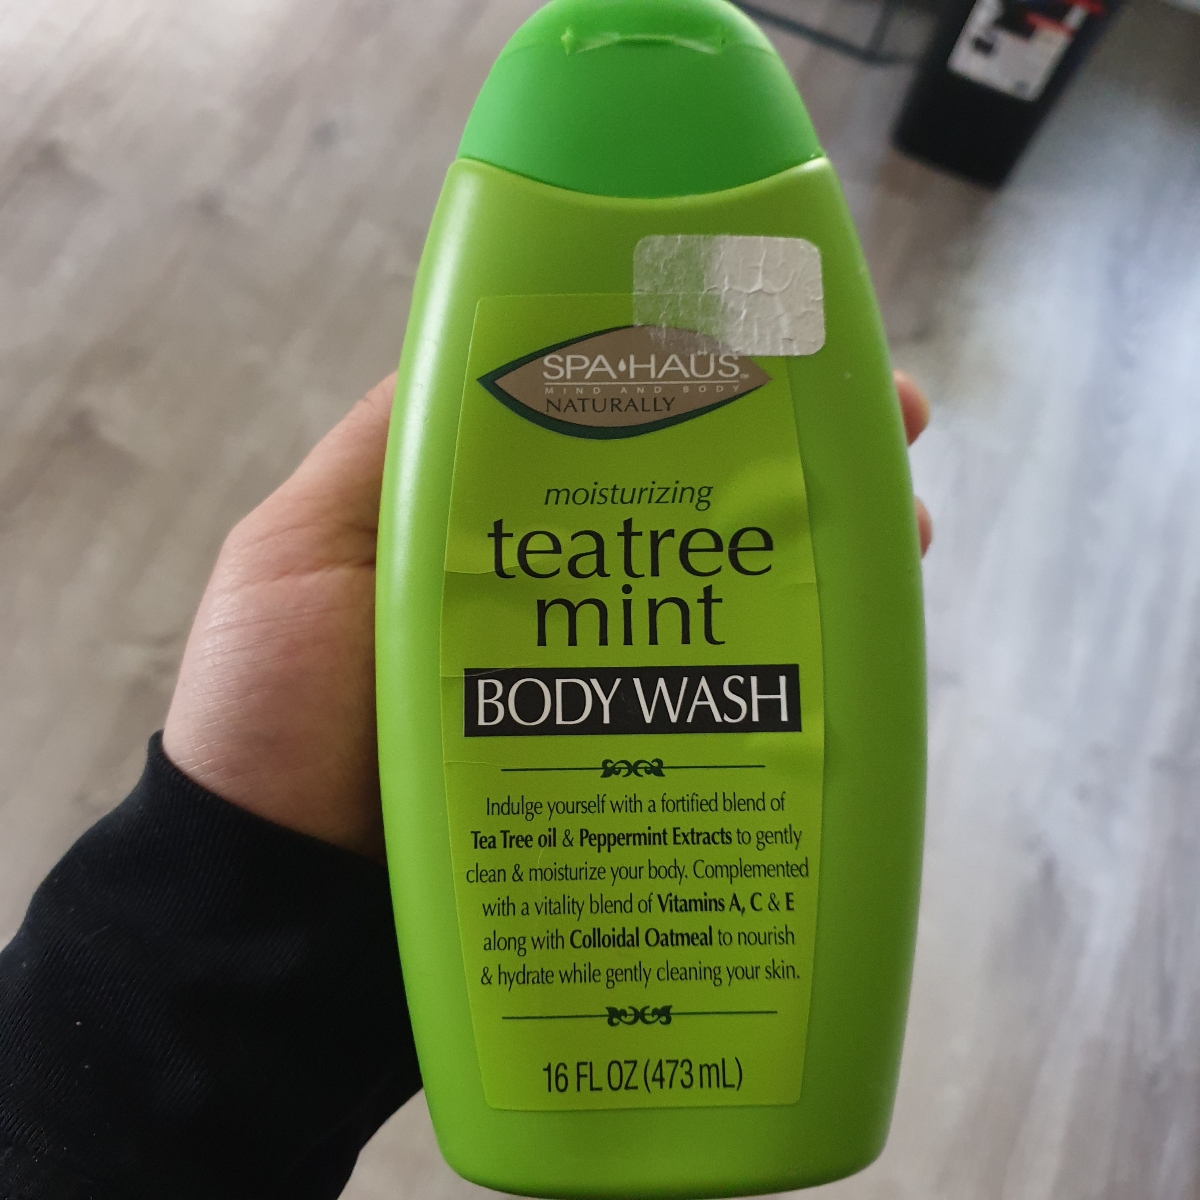 SPA•HAÜS
MIND AND BODY
NATURALLY
moisturizing
teatree
mint
BODY WASH
Indulge yourself with a fortified blend of
Tea Tree oil & Peppermint Extracts to gently
clean & moisturize your body. Complemented
with a vitality blend of Vitamins A, C & E
along with Colloidal Oatmeal to nourish
& hydrate while gently cleaning your skin.
16 FL OZ (473 mL)